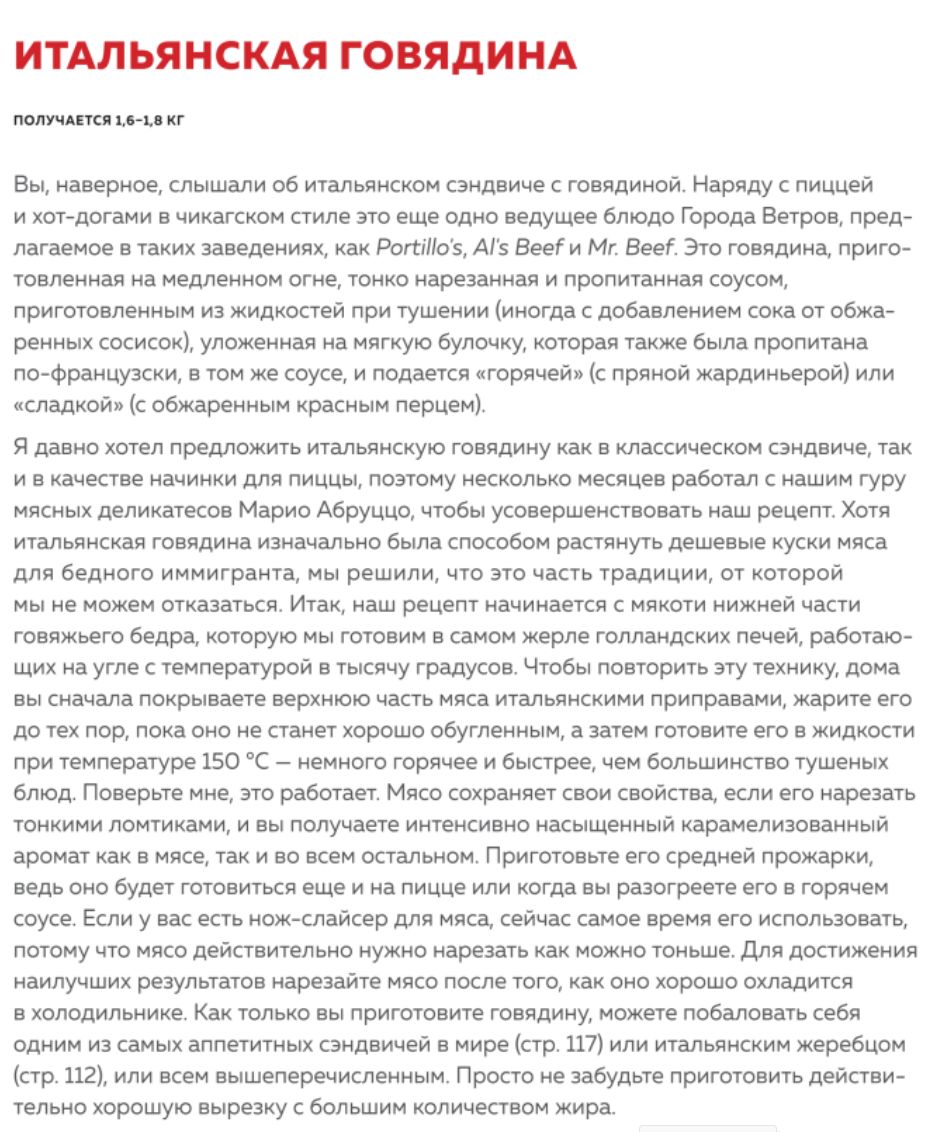 ИТАЛЬЯНСКАЯ ГОВЯДИНА
ПОЛУЧАЕТСЯ 1,6–1,8 КГ
Вы, наверное, слышали об итальянском сэндвиче с говядиной. Наряду с пиццей
и хот-догами в чикагском стиле это еще одно ведущее блюдо Города Ветров, пред-
лагаемое в таких заведениях, как Portillo's, Al's Beef и Mr. Beef. Это говядина, приго-
товленная на медленном огне, тонко нарезанная и пропитанная соусом,
приготовленным из жидкостей при тушении (иногда с добавлением сока от обжа-
ренных сосисок), уложенная на мягкую булочку, которая также была пропитана
по-французски, в том же соусе, и подается «горячей» (с пряной жардиньерой) или
«сладкой» (с обжаренным красным перцем).
Я давно хотел предложить итальянскую говядину как в классическом сэндвиче, так
и в качестве начинки для пиццы, поэтому несколько месяцев работал с нашим гуру
мясных деликатесов Марио Абруццо, чтобы усовершенствовать наш рецепт. Хотя
итальянская говядина изначально была способом растянуть дешевые куски мяса
для бедного иммигранта, мы решили, что это часть традиции, от которой
мы не можем отказаться. Итак, наш рецепт начинается с мякоти нижней части
говяжьего бедра, которую мы готовим в самом жерле голландских печей, работаю-
щих на угле с температурой в тысячу градусов. Чтобы повторить эту технику, дома
вы сначала покрываете верхнюю часть мяса итальянскими приправами, жарите его
до тех пор, пока оно не станет хорошо обугленным, а затем готовите его в жидкости
при температуре 150 °С — немного горячее и быстрее, чем большинство тушеных
блюд. Поверьте мне, это работает. Мясо сохраняет свои свойства, если его нарезать
тонкими ломтиками, и вы получаете интенсивно насыщенный карамелизованный
аромат как в мясе, так и во всем остальном. Приготовьте его средней прожарки,
ведь оно будет готовиться еще и на пицце или когда вы разогреете его в горячем
соусе. Если у вас есть нож-слайсер для мяса, сейчас самое время его использовать,
потому что мясо действительно нужно нарезать как можно тоньше. Для достижения
наилучших результатов нарезайте мясо после того, как оно хорошо охладится
в холодильнике. Как только вы приготовите говядину, можете побаловать себя
одним из самых аппетитных сэндвичей в мире (стр. 117) или итальянским жеребцом
(стр. 112), или всем вышеперечисленным. Просто не забудьте приготовить действи-
тельно хорошую вырезку с большим количеством жира.